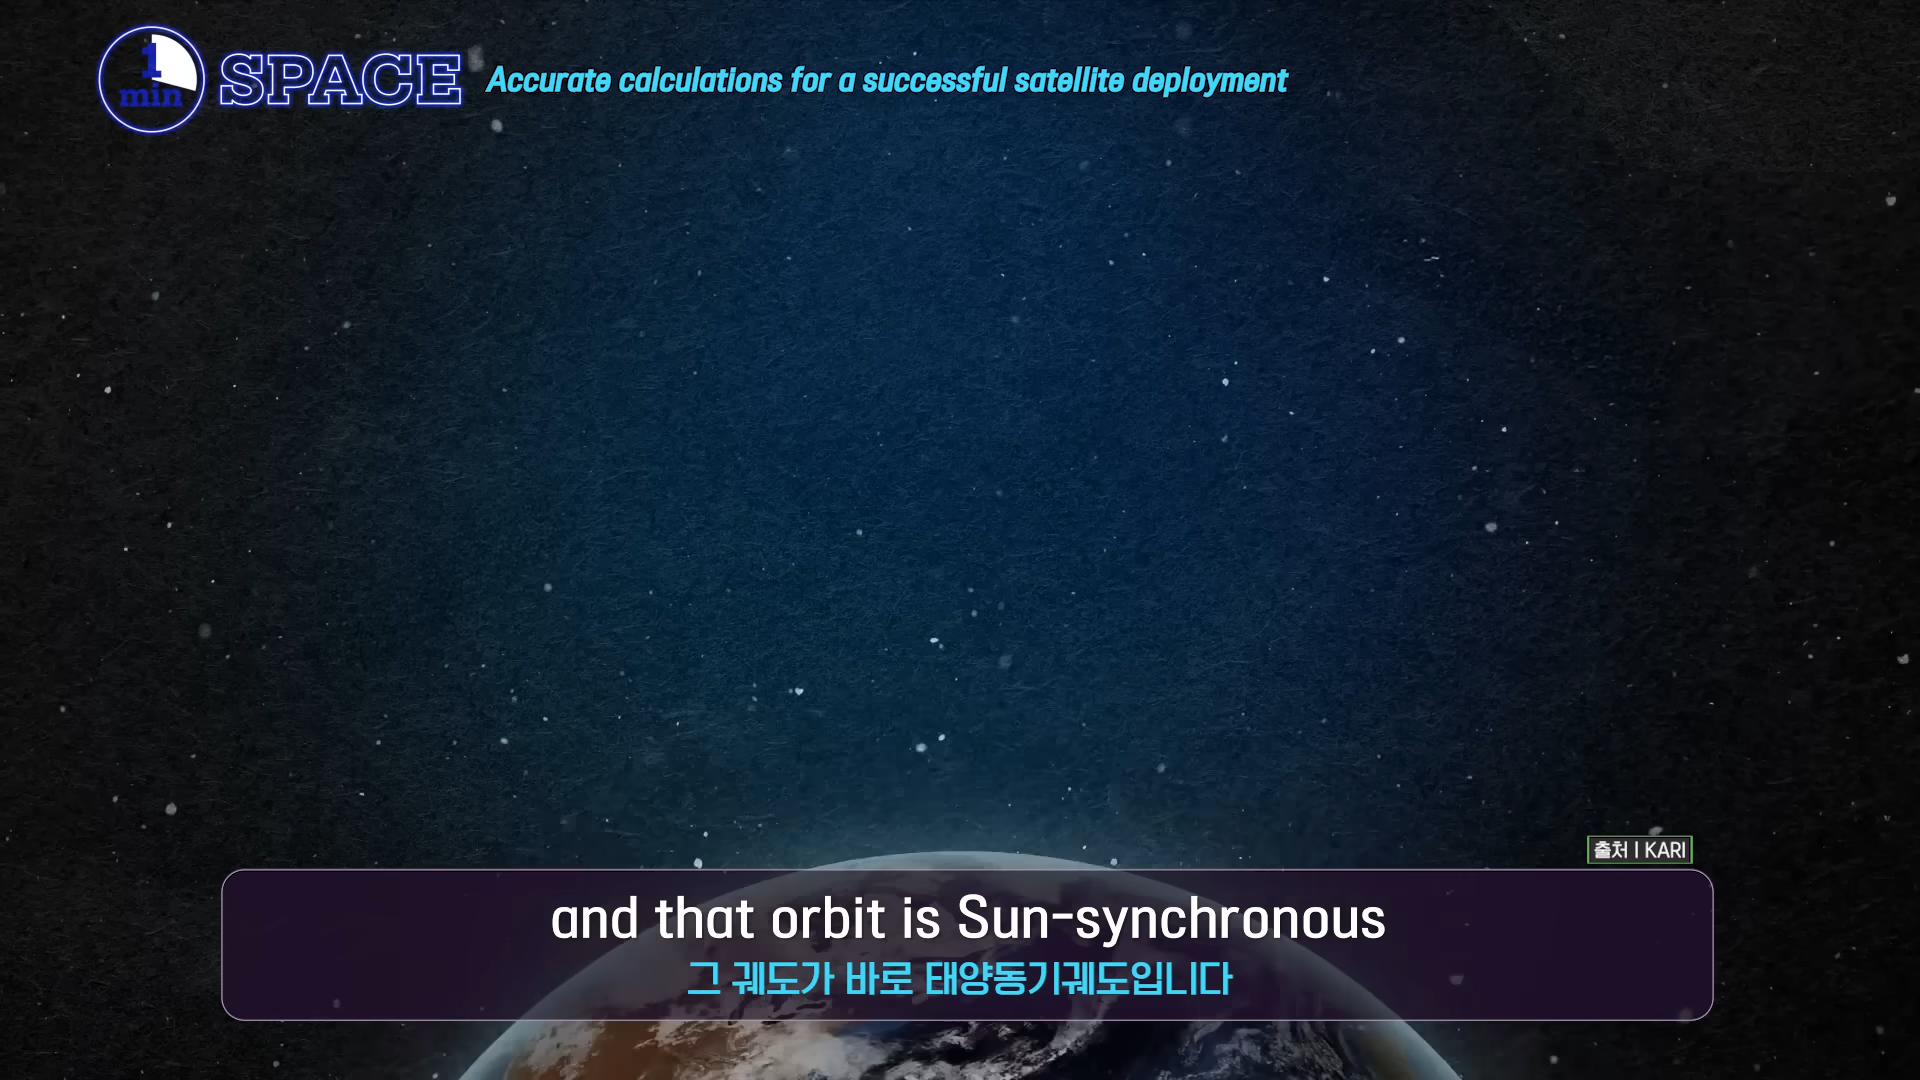 1
min
SPACE
Accurate calculations for a successful satellite deployment
출처 | KARI
and that orbit is Sun-synchronous
그 궤도가 바로 태양동기궤도입니다